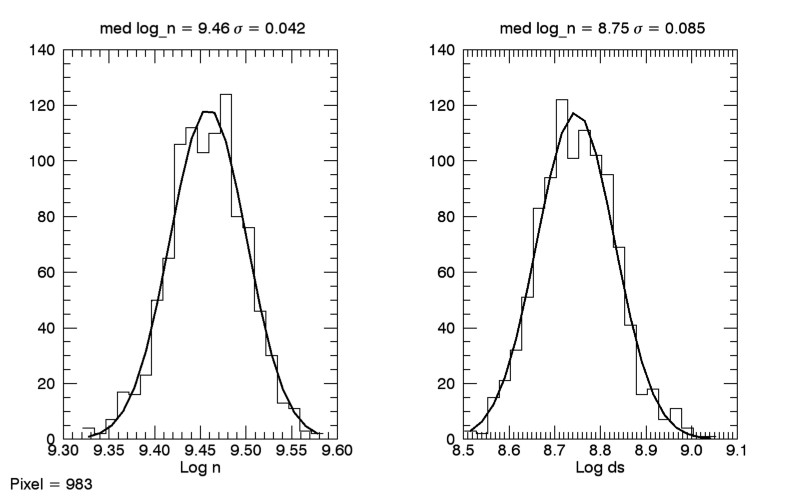 med log_n = 9.46 σ = 0.042
140
120
100
80
60
40
20
0
9.30 9.35 9.40 9.45 9.50 9.55 9.60
Log n
med log_n = 8.75 σ = 0.085
140
120
100
80
60
40
20
0
8.5 8.6 8.7 8.8 8.9 9.0 9.1
Log ds
Pixel = 983